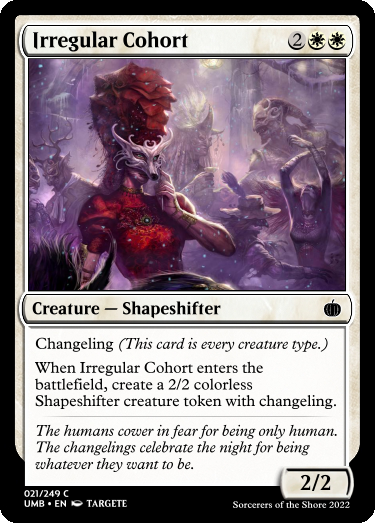 Irregular Cohort 2
Creature — Shapeshifter
Changeling (This card is every creature type.)
When Irregular Cohort enters the
battlefield, create a 2/2 colorless
Shapeshifter creature token with changeling.
The humans cower in fear for being only human.
The changelings celebrate the night for being
whatever they want to be.
2/2
021/249 C
UMB • EN TARGETE
Sorcerers of the Shore 2022